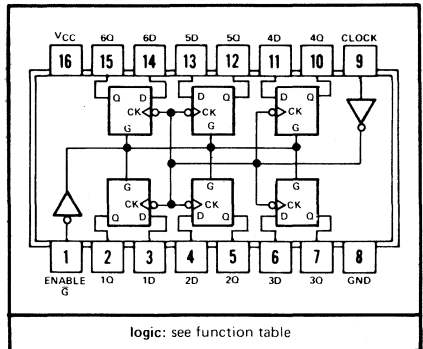 VCC 6Q 6D 5D 5Q 4D 4Q CLOCK
16 15 14 13 12 11 10 9
Q D D Q D Q
CK CK CK
G G G
G G G
CK CK CK
Q D D Q D Q
1 2 3 4 5 6 7 8
ENABLE 1Q 1D 2D 2Q 3D 3Q GND
G̅
logic: see function table